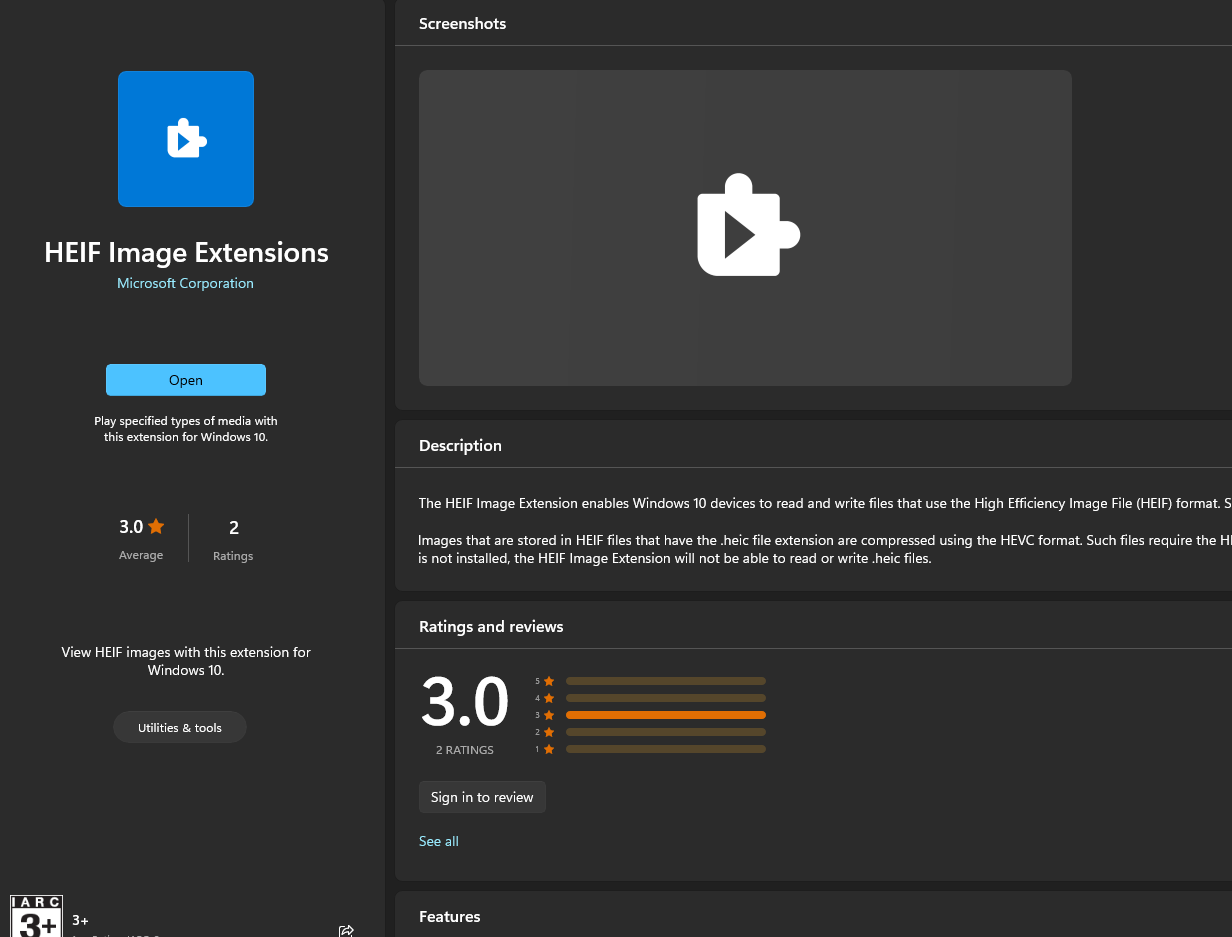 HEIF Image Extensions
Microsoft Corporation
Open
Play specified types of media with
this extension for Windows 10.
3.0
Average
2
Ratings
View HEIF images with this extension for
Windows 10.
Utilities & tools
IARC
3+
3+
Screenshots
Description
The HEIF Image Extension enables Windows 10 devices to read and write files that use the High Efficiency Image File (HEIF) format. S
Images that are stored in HEIF files that have the .heic file extension are compressed using the HEVC format. Such files require the H
is not installed, the HEIF Image Extension will not be able to read or write .heic files.
Ratings and reviews
3.0
2 RATINGS
5
4
3
2
1
Sign in to review
See all
Features